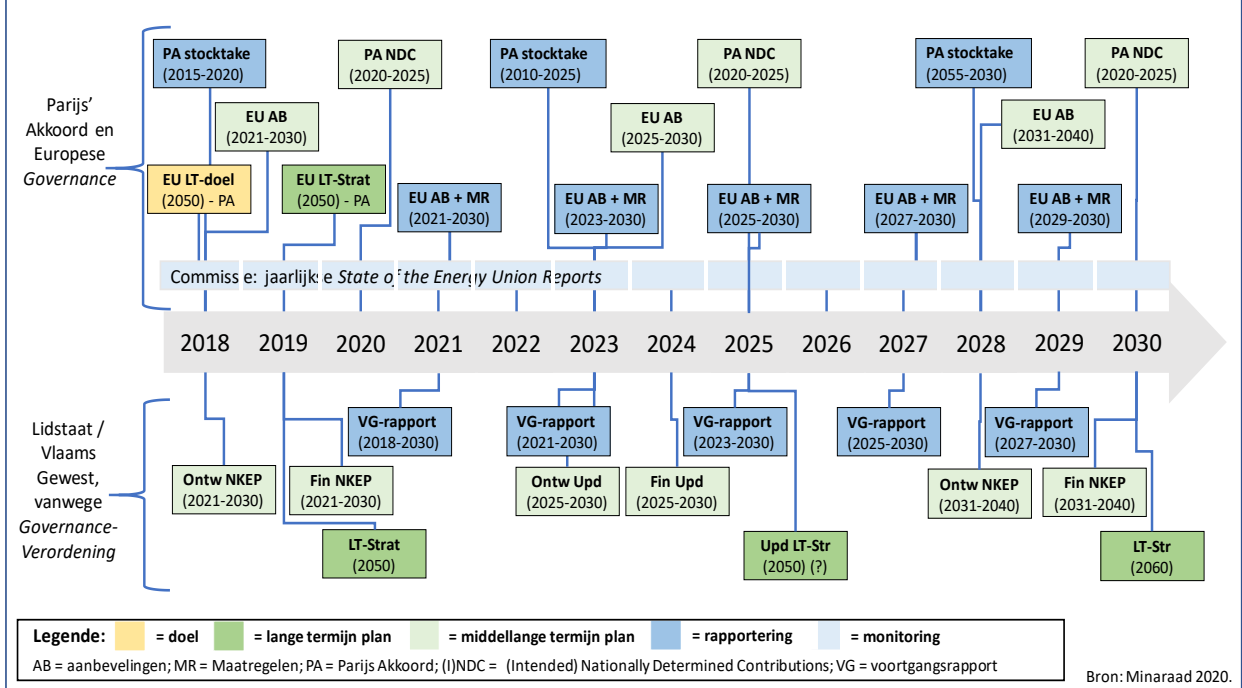 Parijs’
Akkoord en
Europese
Governance
PA stocktake
(2015-2020)
PA NDC
(2020-2025)
PA stocktake
(2010-2025)
PA NDC
(2020-2025)
PA stocktake
(2055-2030)
PA NDC
(2020-2025)
EU AB
(2021-2030)
EU AB
(2025-2030)
EU AB
(2031-2040)
EU LT-doel
(2050) - PA
EU LT-Strat
(2050) - PA
EU AB + MR
(2021-2030)
EU AB + MR
(2023-2030)
EU AB + MR
(2025-2030)
EU AB + MR
(2027-2030)
EU AB + MR
(2029-2030)
Commissie: jaarlijkse State of the Energy Union Reports
2018 2019 2020 2021 2022 2023 2024 2025 2026 2027 2028 2029 2030
Lidstaat /
Vlaams
Gewest,
vanwege
Governance-
Verordening
VG-rapport
(2018-2030)
VG-rapport
(2021-2030)
VG-rapport
(2023-2030)
VG-rapport
(2025-2030)
VG-rapport
(2027-2030)
Ontw NKEP
(2021-2030)
Fin NKEP
(2021-2030)
Ontw Upd
(2025-2030)
Fin Upd
(2025-2030)
Ontw NKEP
(2031-2040)
Fin NKEP
(2031-2040)
LT-Strat
(2050)
Upd LT-Str
(2050) (?)
LT-Str
(2060)
Legende: = doel = lange termijn plan = middellange termijn plan = rapportering = monitoring
AB = aanbevelingen; MR = Maatregelen; PA = Parijs Akkoord; (I)NDC = (Intended) Nationally Determined Contributions; VG = voortgangsrapport
Bron: Minaraad 2020.